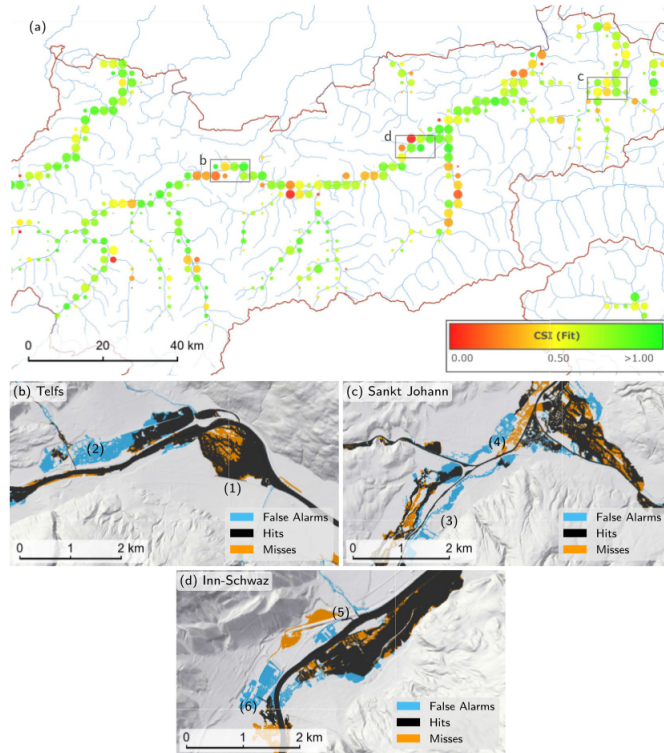 (a)
c
d
b
0 20 40 km
CSI (Fit)
0.00 0.50 >1.00
(b) Telfs
(2)
(1)
False Alarms
Hits
Misses
0 1 2 km
(c) Sankt Johann
(4)
(3)
False Alarms
Hits
Misses
0 1 2 km
(d) Inn-Schwaz
(5)
(6)
False Alarms
Hits
Misses
0 1 2 km